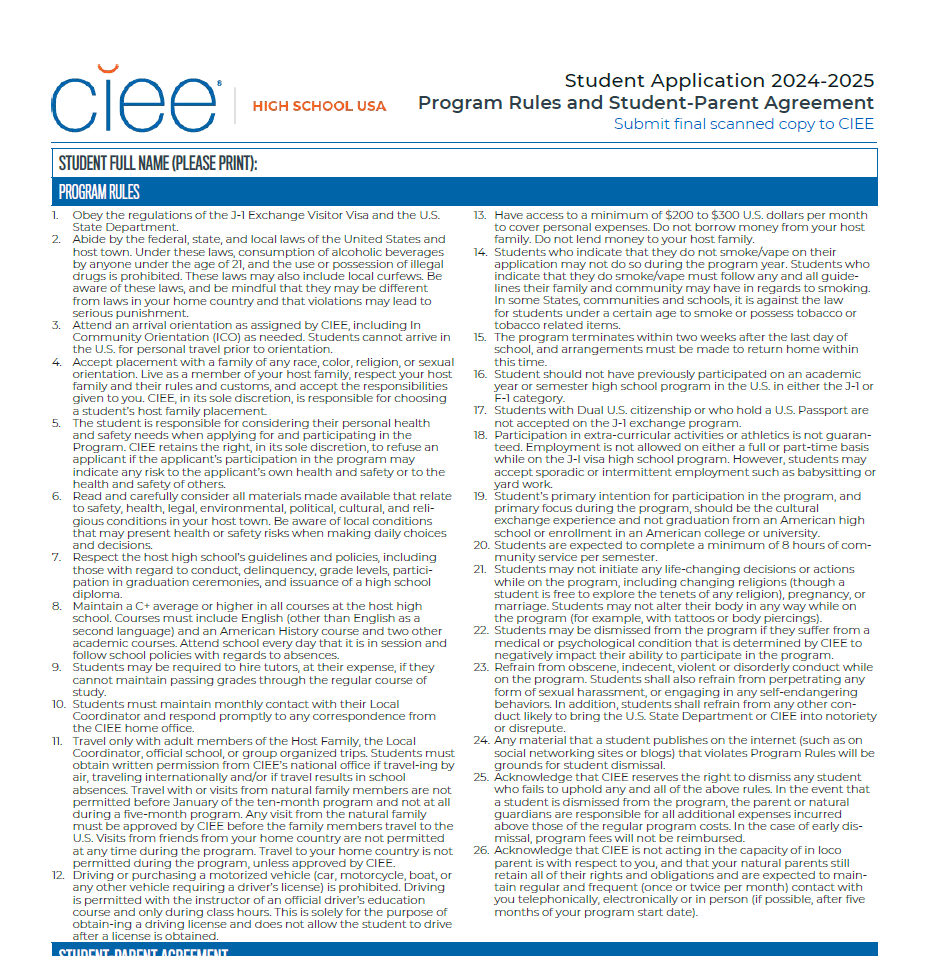 ciee®
HIGH SCHOOL USA
Student Application 2024-2025
Program Rules and Student-Parent Agreement
Submit final scanned copy to CIEE
STUDENT FULL NAME (PLEASE PRINT):
PROGRAM RULES
1. Obey the regulations of the J-1 Exchange Visitor Visa and the U.S.
State Department.
2. Abide by the federal, state, and local laws of the United States and
host town. Under these laws, consumption of alcoholic beverages
by anyone under the age of 21, and the use or possession of illegal
drugs is prohibited. These laws may also include local curfews. Be
aware of these laws, and be mindful that they may be different
from laws in your home country and that violations may lead to
serious punishment.
3. Attend an arrival orientation as assigned by CIEE, including In
Community Orientation (ICO) as needed. Students cannot arrive in
the U.S. for personal travel prior to orientation.
4. Accept placement with a family of any race, color, religion, or sexual
orientation. Live as a member of your host family, respect your host
family and their rules and customs, and accept the responsibilities
given to you. CIEE, in its sole discretion, is responsible for choosing
a student's host family placement.
5. The student is responsible for considering their personal health
and safety needs when applying for and participating in the
Program. CIEE retains the right, in its sole discretion, to refuse an
applicant if the applicant's participation in the program may
indicate any risk to the applicant's own health and safety or to the
health and safety of others.
6. Read and carefully consider all materials made available that relate
to safety, health, legal, environmental, political, cultural, and reli-
gious conditions in your host town. Be aware of local conditions
that may present health or safety risks when making daily choices
and decisions.
7. Respect the host high school's guidelines and policies, including
those with regard to conduct, delinquency, grade levels, partici-
pation in graduation ceremonies, and issuance of a high school
diploma.
8. Maintain a C+ average or higher in all courses at the host high
school. Courses must include English (other than English as a
second language) and an American History course and two other
academic courses. Attend school every day that it is in session and
follow school policies with regards to absences.
9. Students may be required to hire tutors, at their expense, if they
cannot maintain passing grades through the regular course of
study.
10. Students must maintain monthly contact with their Local
Coordinator and respond promptly to any correspondence from
the CIEE home office.
11. Travel only with adult members of the Host Family, the Local
Coordinator, official school, or group organized trips. Students must
obtain written permission from CIEE's national office if travel-ing by
air, traveling internationally and/or if travel results in school
absences. Travel with or visits from natural family members are not
permitted before January of the ten-month program and not at all
during a five-month program. Any visit from the natural family
must be approved by CIEE before the family members travel to the
U.S. Visits from friends from your home country are not permitted
at any time during the program. Travel to your home country is not
permitted during the program, unless approved by CIEE.
12. Driving or purchasing a motorized vehicle (car, motorcycle, boat, or
any other vehicle requiring a driver's license) is prohibited. Driving
is permitted with the instructor of an official driver's education
course and only during class hours. This is solely for the purpose of
obtain-ing a driving license and does not allow the student to drive
after a license is obtained.
13. Have access to a minimum of $200 to $300 U.S. dollars per month
to cover personal expenses. Do not borrow money from your host
family. Do not lend money to your host family.
14. Students who indicate that they do not smoke/vape on their
application may not do so during the program year. Students who
indicate that they do smoke/vape must follow any and all guide-
lines their family and community may have in regards to smoking.
In some States, communities and schools, it is against the law
for students under a certain age to smoke or possess tobacco or
tobacco related items.
15. The program terminates within two weeks after the last day of
school, and arrangements must be made to return home within
this time.
16. Student should not have previously participated on an academic
year or semester high school program in the U.S. in either the J-1 or
F-1 category.
17. Students with Dual U.S. citizenship or who hold a U.S. Passport are
not accepted on the J-1 exchange program.
18. Participation in extra-curricular activities or athletics is not guaran-
teed. Employment is not allowed on either a full or part-time basis
while on the J-1 visa high school program. However, students may
accept sporadic or intermittent employment such as babysitting or
yard work.
19. Student's primary intention for participation in the program, and
primary focus during the program, should be the cultural
exchange experience and not graduation from an American high
school or enrollment in an American college or university.
20. Students are expected to complete a minimum of 8 hours of com-
munity service per semester.
21. Students may not initiate any life-changing decisions or actions
while on the program, including changing religions (though a
student is free to explore the tenets of any religion), pregnancy, or
marriage. Students may not alter their body in any way while on
the program (for example, with tattoos or body piercings).
22. Students may be dismissed from the program if they suffer from a
medical or psychological condition that is determined by CIEE to
negatively impact their ability to participate in the program.
23. Refrain from obscene, indecent, violent or disorderly conduct while
on the program. Students shall also refrain from perpetrating any
form of sexual harassment, or engaging in any self-endangering
behaviors. In addition, students shall refrain from any other con-
duct likely to bring the U.S. State Department or CIEE into notoriety
or disrepute.
24. Any material that a student publishes on the internet (such as on
social networking sites or blogs) that violates Program Rules will be
grounds for student dismissal.
25. Acknowledge that CIEE reserves the right to dismiss any student
who fails to uphold any and all of the above rules. In the event that
a student is dismissed from the program, the parent or natural
guardians are responsible for all additional expenses incurred
above those of the regular program costs. In the case of early dis-
missal, program fees will not be reimbursed.
26. Acknowledge that CIEE is not acting in the capacity of in loco
parent is with respect to you, and that your natural parents still
retain all of their rights and obligations and are expected to main-
tain regular and frequent (once or twice per month) contact with
you telephonically, electronically or in person (if possible, after five
months of your program start date).
STUDENT-PARENT AGREEMENT